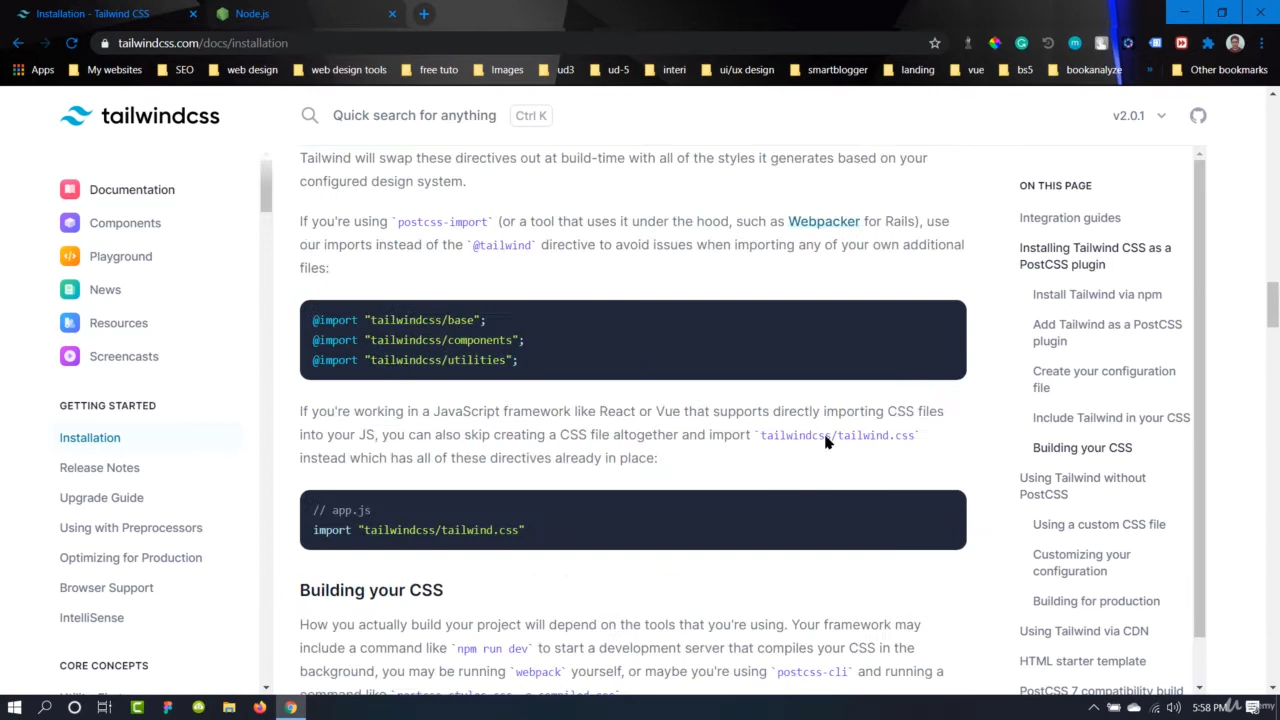 Installation - Tailwind CSS
Node.js
tailwindcss.com/docs/installation
Apps My websites SEO web design web design tools free tuto Images ud3 ud-5 interi ui/ux design smartblogger landing vue bs5 bookanalyze » Other bookmarks
tailwindcss
Quick search for anything Ctrl K
v2.0.1
Documentation
Components
Playground
News
Resources
Screencasts
GETTING STARTED
Installation
Release Notes
Upgrade Guide
Using with Preprocessors
Optimizing for Production
Browser Support
IntelliSense
CORE CONCEPTS
Tailwind will swap these directives out at build-time with all of the styles it generates based on your
configured design system.
If you're using `postcss-import` (or a tool that uses it under the hood, such as Webpacker for Rails), use
our imports instead of the `@tailwind` directive to avoid issues when importing any of your own additional
files:
@import "tailwindcss/base";
@import "tailwindcss/components";
@import "tailwindcss/utilities";
If you're working in a JavaScript framework like React or Vue that supports directly importing CSS files
into your JS, you can also skip creating a CSS file altogether and import `tailwindcss/tailwind.css`
instead which has all of these directives already in place:
// app.js
import "tailwindcss/tailwind.css"
Building your CSS
How you actually build your project will depend on the tools that you're using. Your framework may
include a command like `npm run dev` to start a development server that compiles your CSS in the
background, you may be running `webpack` yourself, or maybe you're using `postcss-cli` and running a
command like `postcss styles.css -o compiled.css`.
ON THIS PAGE
Integration guides
Installing Tailwind CSS as a
PostCSS plugin
Install Tailwind via npm
Add Tailwind as a PostCSS
plugin
Create your configuration
file
Include Tailwind in your CSS
Building your CSS
Using Tailwind without
PostCSS
Using a custom CSS file
Customizing your
configuration
Building for production
Using Tailwind via CDN
HTML starter template
PostCSS 7 compatibility build
5:58 PM